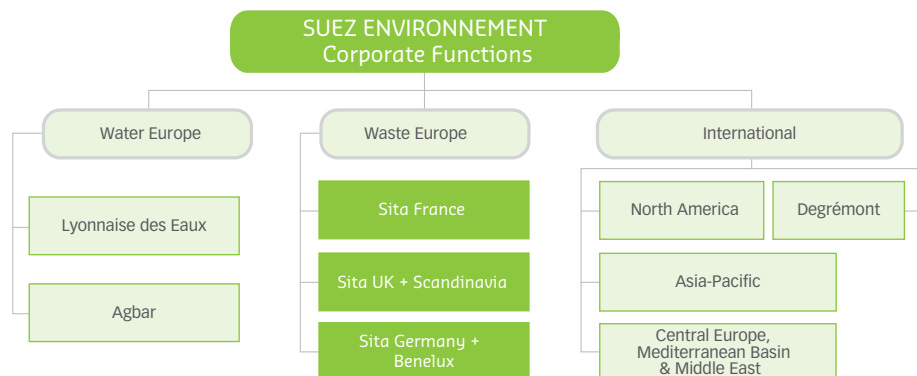 SUEZ ENVIRONNEMENT
Corporate Functions
Water Europe
Waste Europe
International
Lyonnaise des Eaux
Agbar
Sita France
Sita UK + Scandinavia
Sita Germany +
Benelux
North America
Degrémont
Asia-Pacific
Central Europe,
Mediterranean Basin
& Middle East